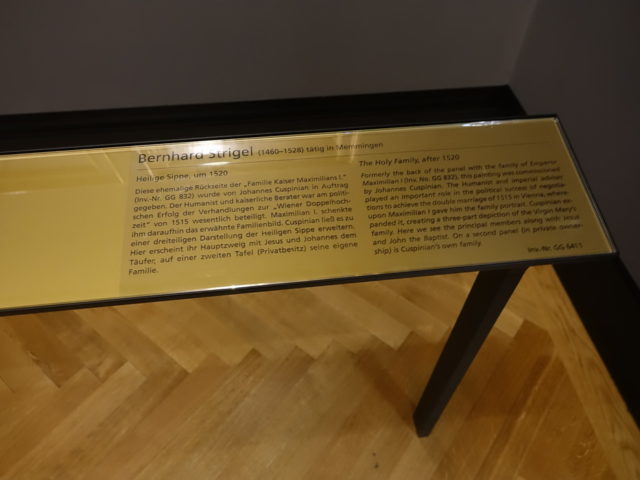 Bernhard Strigel (1460–1528) tätig in Memmingen
Heilige Sippe, um 1520
Diese ehemalige Rückseite der „Familie Kaiser Maximilians I.“
(Inv.-Nr. GG 832) wurde von Johannes Cuspinian in Auftrag
gegeben. Der Humanist und kaiserliche Berater war am politi-
schen Erfolg der Verhandlungen zur „Wiener Doppelhoch-
zeit“ von 1515 wesentlich beteiligt. Maximilian I. schenkte
ihm daraufhin das erwähnte Familienbild. Cuspinian ließ es zu
einer dreiteiligen Darstellung der Heiligen Sippe erweitern.
Hier erscheint ihr Hauptzweig mit Jesus und Johannes dem
Täufer, auf einer zweiten Tafel (Privatbesitz) seine eigene
Familie.
The Holy Family, after 1520
Formerly the back of the panel with the family of Emperor
Maximilian I (Inv. No. GG 832), this painting was commissioned
by Johannes Cuspinian. The Humanist and imperial adviser
played an important role in the political success of negotia-
tions to achieve the double marriage of 1515 in Vienna, where-
upon Maximilian I gave him the family portrait. Cuspinian ex-
panded it, creating a three-part depiction of the Virgin Mary's
family. Here we see the principal members along with Jesus
and John the Baptist. On a second panel (in private owner-
ship) is Cuspinian's own family.
Inv.-Nr. GG 6411